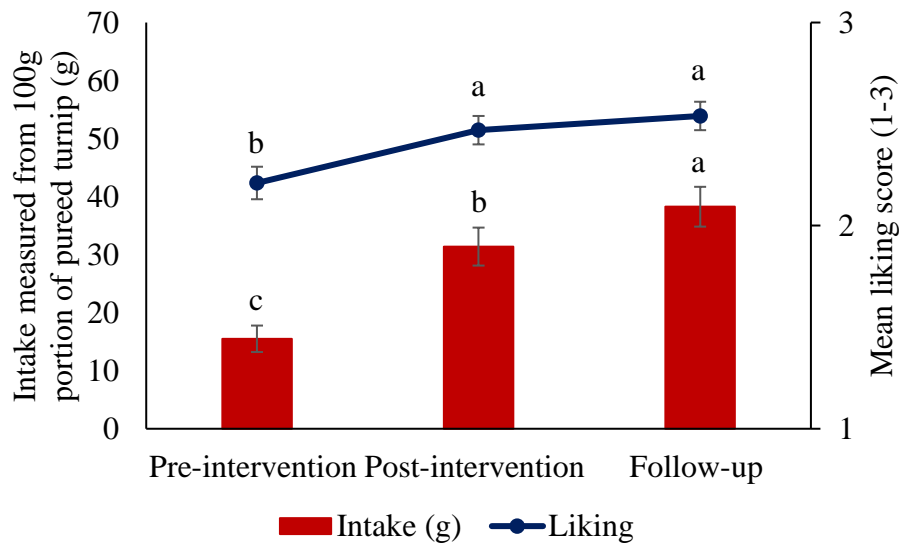 Intake measured from 100g
portion of pureed turnip (g)
70
60
50
40
30
20
10
0
b
a
a
c
b
a
3
2
1
Mean liking score (1-3)
Pre-intervention Post-intervention Follow-up
Intake (g) Liking